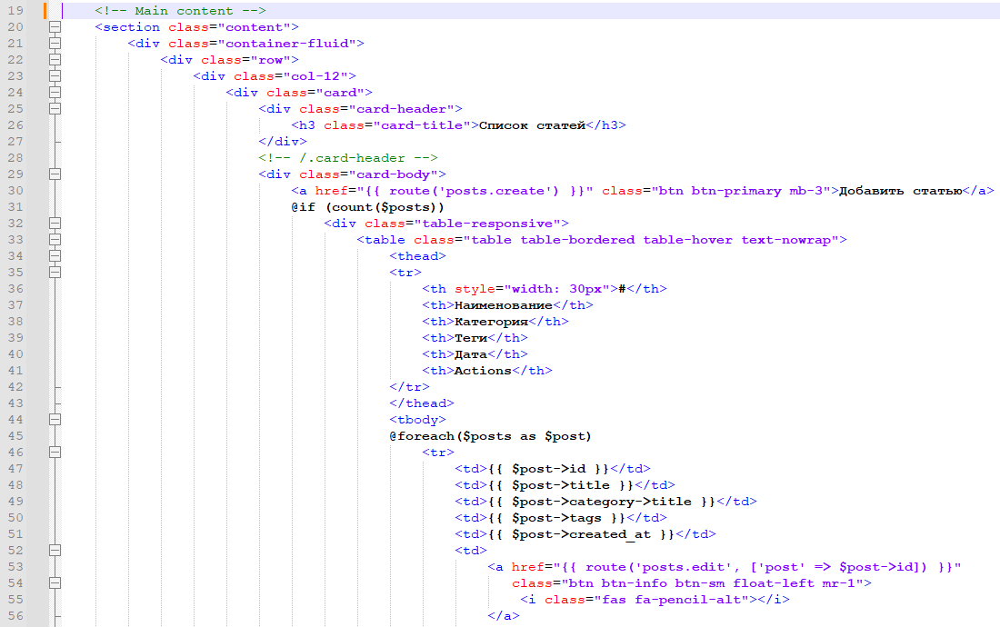 19 <!-- Main content -->
20 <section class="content">
21 <div class="container-fluid">
22 <div class="row">
23 <div class="col-12">
24 <div class="card">
25 <div class="card-header">
26 <h3 class="card-title">Список статей</h3>
27 </div>
28 <!-- /.card-header -->
29 <div class="card-body">
30 <a href="{{ route('posts.create') }}" class="btn btn-primary mb-3">Добавить статью</a>
31 @if (count($posts))
32 <div class="table-responsive">
33 <table class="table table-bordered table-hover text-nowrap">
34 <thead>
35 <tr>
36 <th style="width: 30px">#</th>
37 <th>Наименование</th>
38 <th>Категория</th>
39 <th>Теги</th>
40 <th>Дата</th>
41 <th>Actions</th>
42 </tr>
43 </thead>
44 <tbody>
45 @foreach($posts as $post)
46 <tr>
47 <td>{{ $post->id }}</td>
48 <td>{{ $post->title }}</td>
49 <td>{{ $post->category->title }}</td>
50 <td>{{ $post->tags }}</td>
51 <td>{{ $post->created_at }}</td>
52 <td>
53 <a href="{{ route('posts.edit', ['post' => $post->id]) }}"
54 class="btn btn-info btn-sm float-left mr-1">
55 <i class="fas fa-pencil-alt"></i>
56 </a>